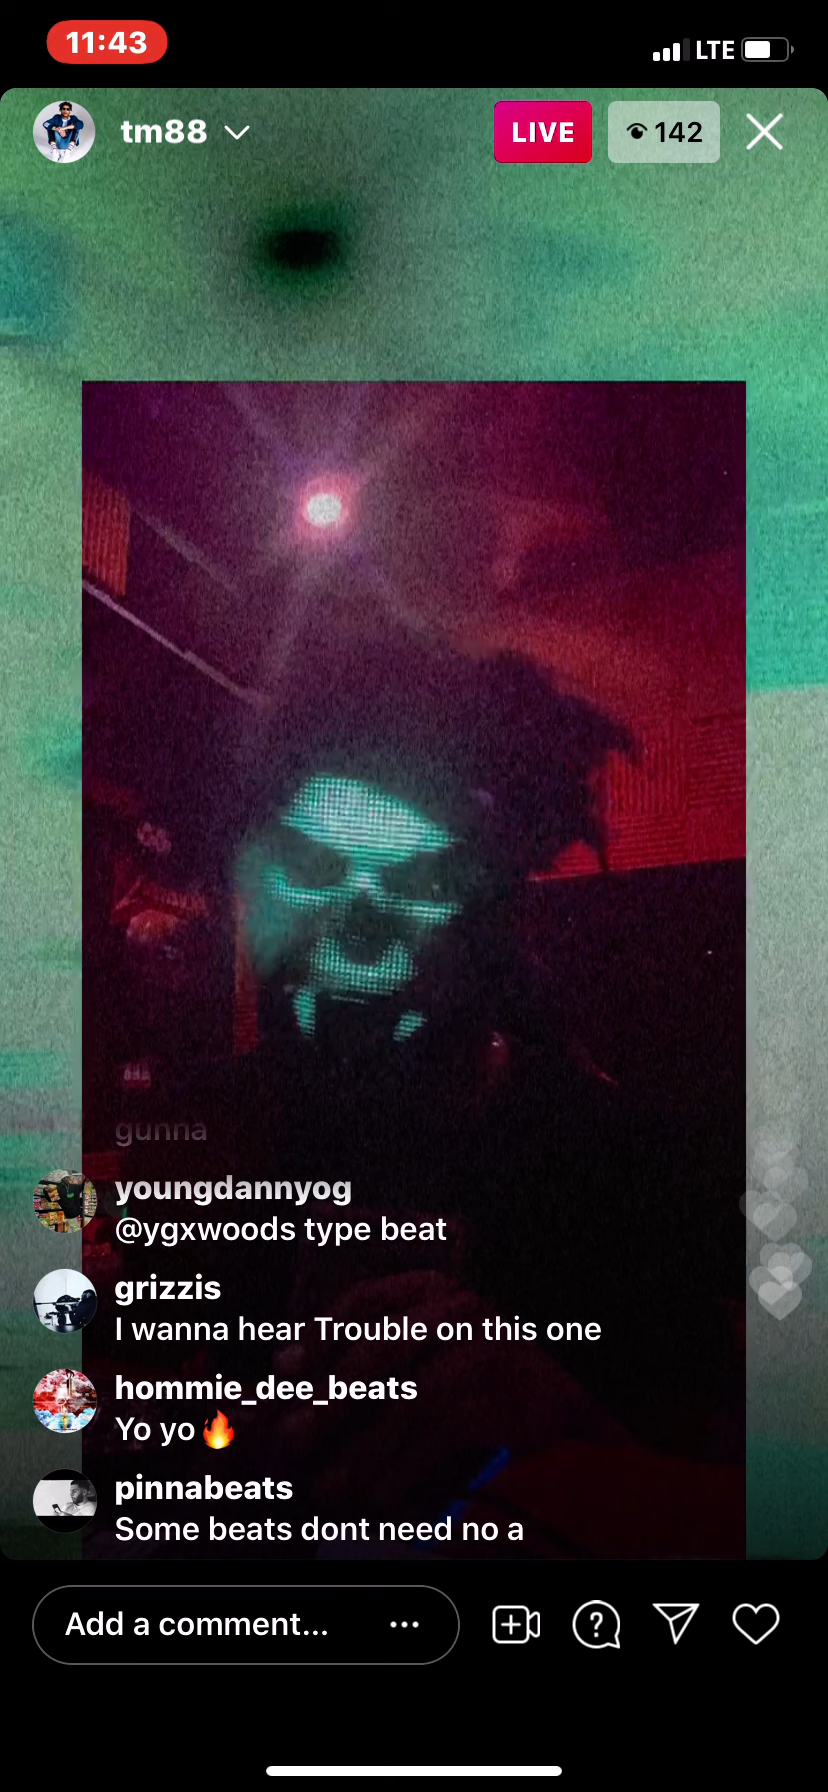 11:43
LTE
tm88
LIVE
142
gunna
youngdannyog
@ygxwoods type beat
grizzis
I wanna hear Trouble on this one
hommie_dee_beats
Yo yo🔥
pinnabeats
Some beats dont need no a
Add a comment...